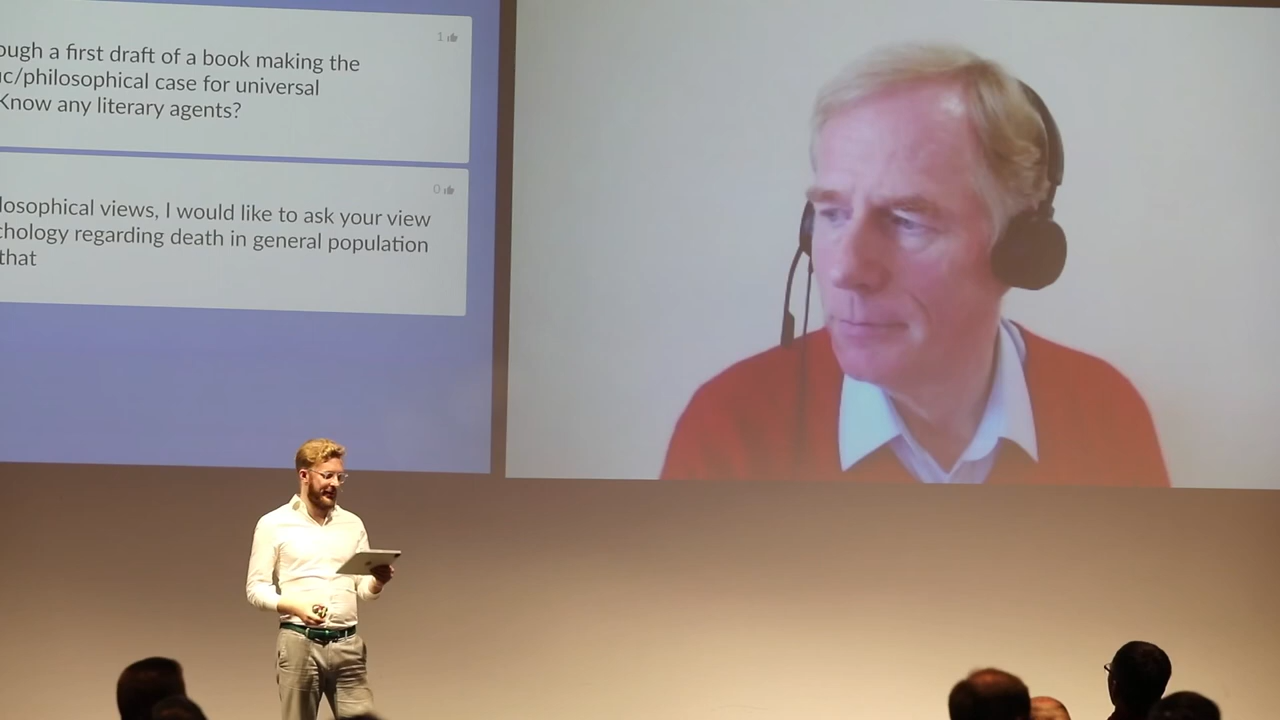 1
ough a first draft of a book making the
ic/philosophical case for universal
Know any literary agents?
0
losophical views, I would like to ask your view
chology regarding death in general population
that